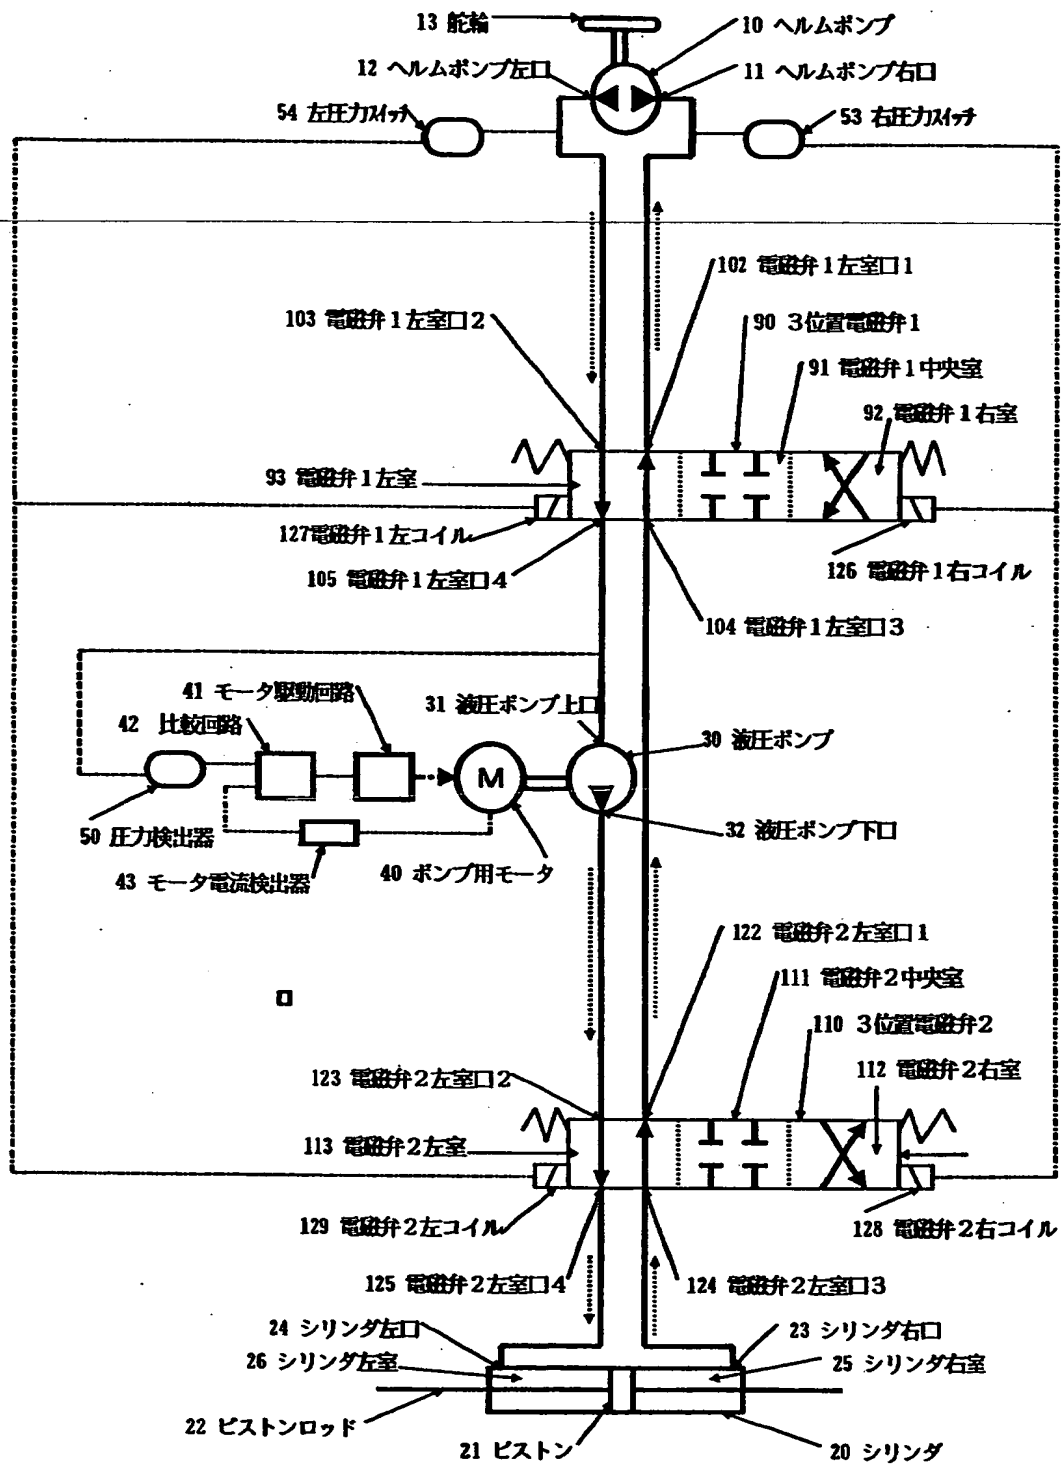 13 舵輪
10 ヘルムポンプ
12 ヘルムポンプ左口
11 ヘルムポンプ右口
54 左圧力スイッチ
53 右圧力スイッチ
102 電磁弁1左室口1
103 電磁弁1左室口2
90 3位置電磁弁1
91 電磁弁1中央室
92 電磁弁1右室
93 電磁弁1左室
127電磁弁1左コイル
126 電磁弁1右コイル
105 電磁弁1左室口4
104 電磁弁1左室口3
41 モータ駆動回路
31 液圧ポンプ上口
42 比較回路
30 液圧ポンプ
M
50 圧力検出器
32 液圧ポンプ下口
43 モータ電流検出器
40 ポンプ用モータ
122 電磁弁2左室口1
111 電磁弁2中央室
110 3位置電磁弁2
112 電磁弁2右室
123 電磁弁2左室口2
113 電磁弁2左室
129 電磁弁2左コイル
128 電磁弁2右コイル
125 電磁弁2左室口4
124 電磁弁2左室口3
24 シリンダ左口
23 シリンダ右口
26 シリンダ左室
25 シリンダ右室
22 ピストンロッド
21 ピストン
20 シリンダ